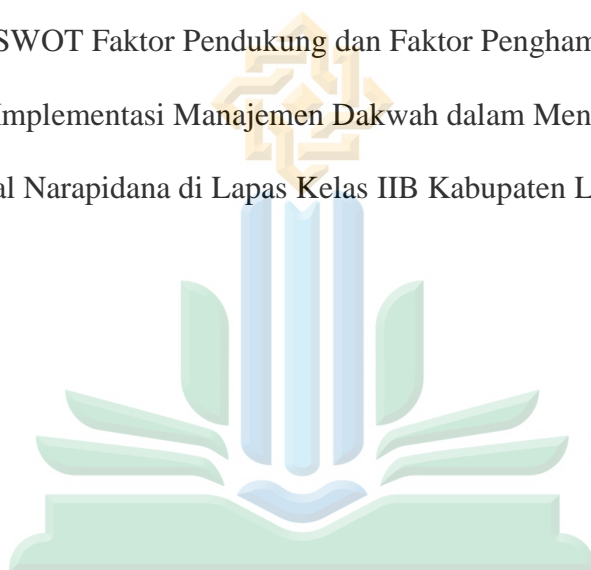 SWOT Faktor Pendukung dan Faktor Pengham
Implementasi Manajemen Dakwah dalam Men
al Narapidana di Lapas Kelas IIB Kabupaten L